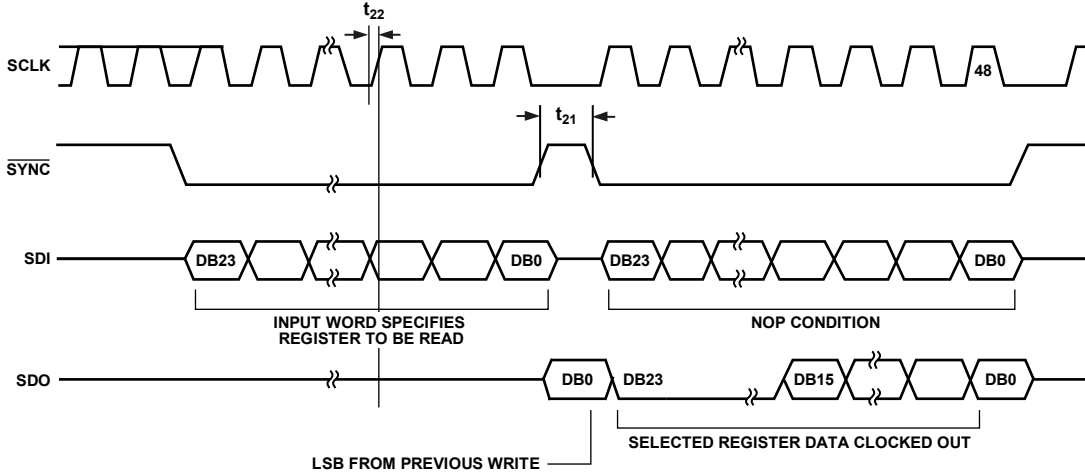 t22
SCLK
48
t21
SYNC
SDI
DB23
DB0
DB23
DB0
INPUT WORD SPECIFIES
REGISTER TO BE READ
NOP CONDITION
SDO
DB0
DB23
DB15
DB0
SELECTED REGISTER DATA CLOCKED OUT
LSB FROM PREVIOUS WRITE